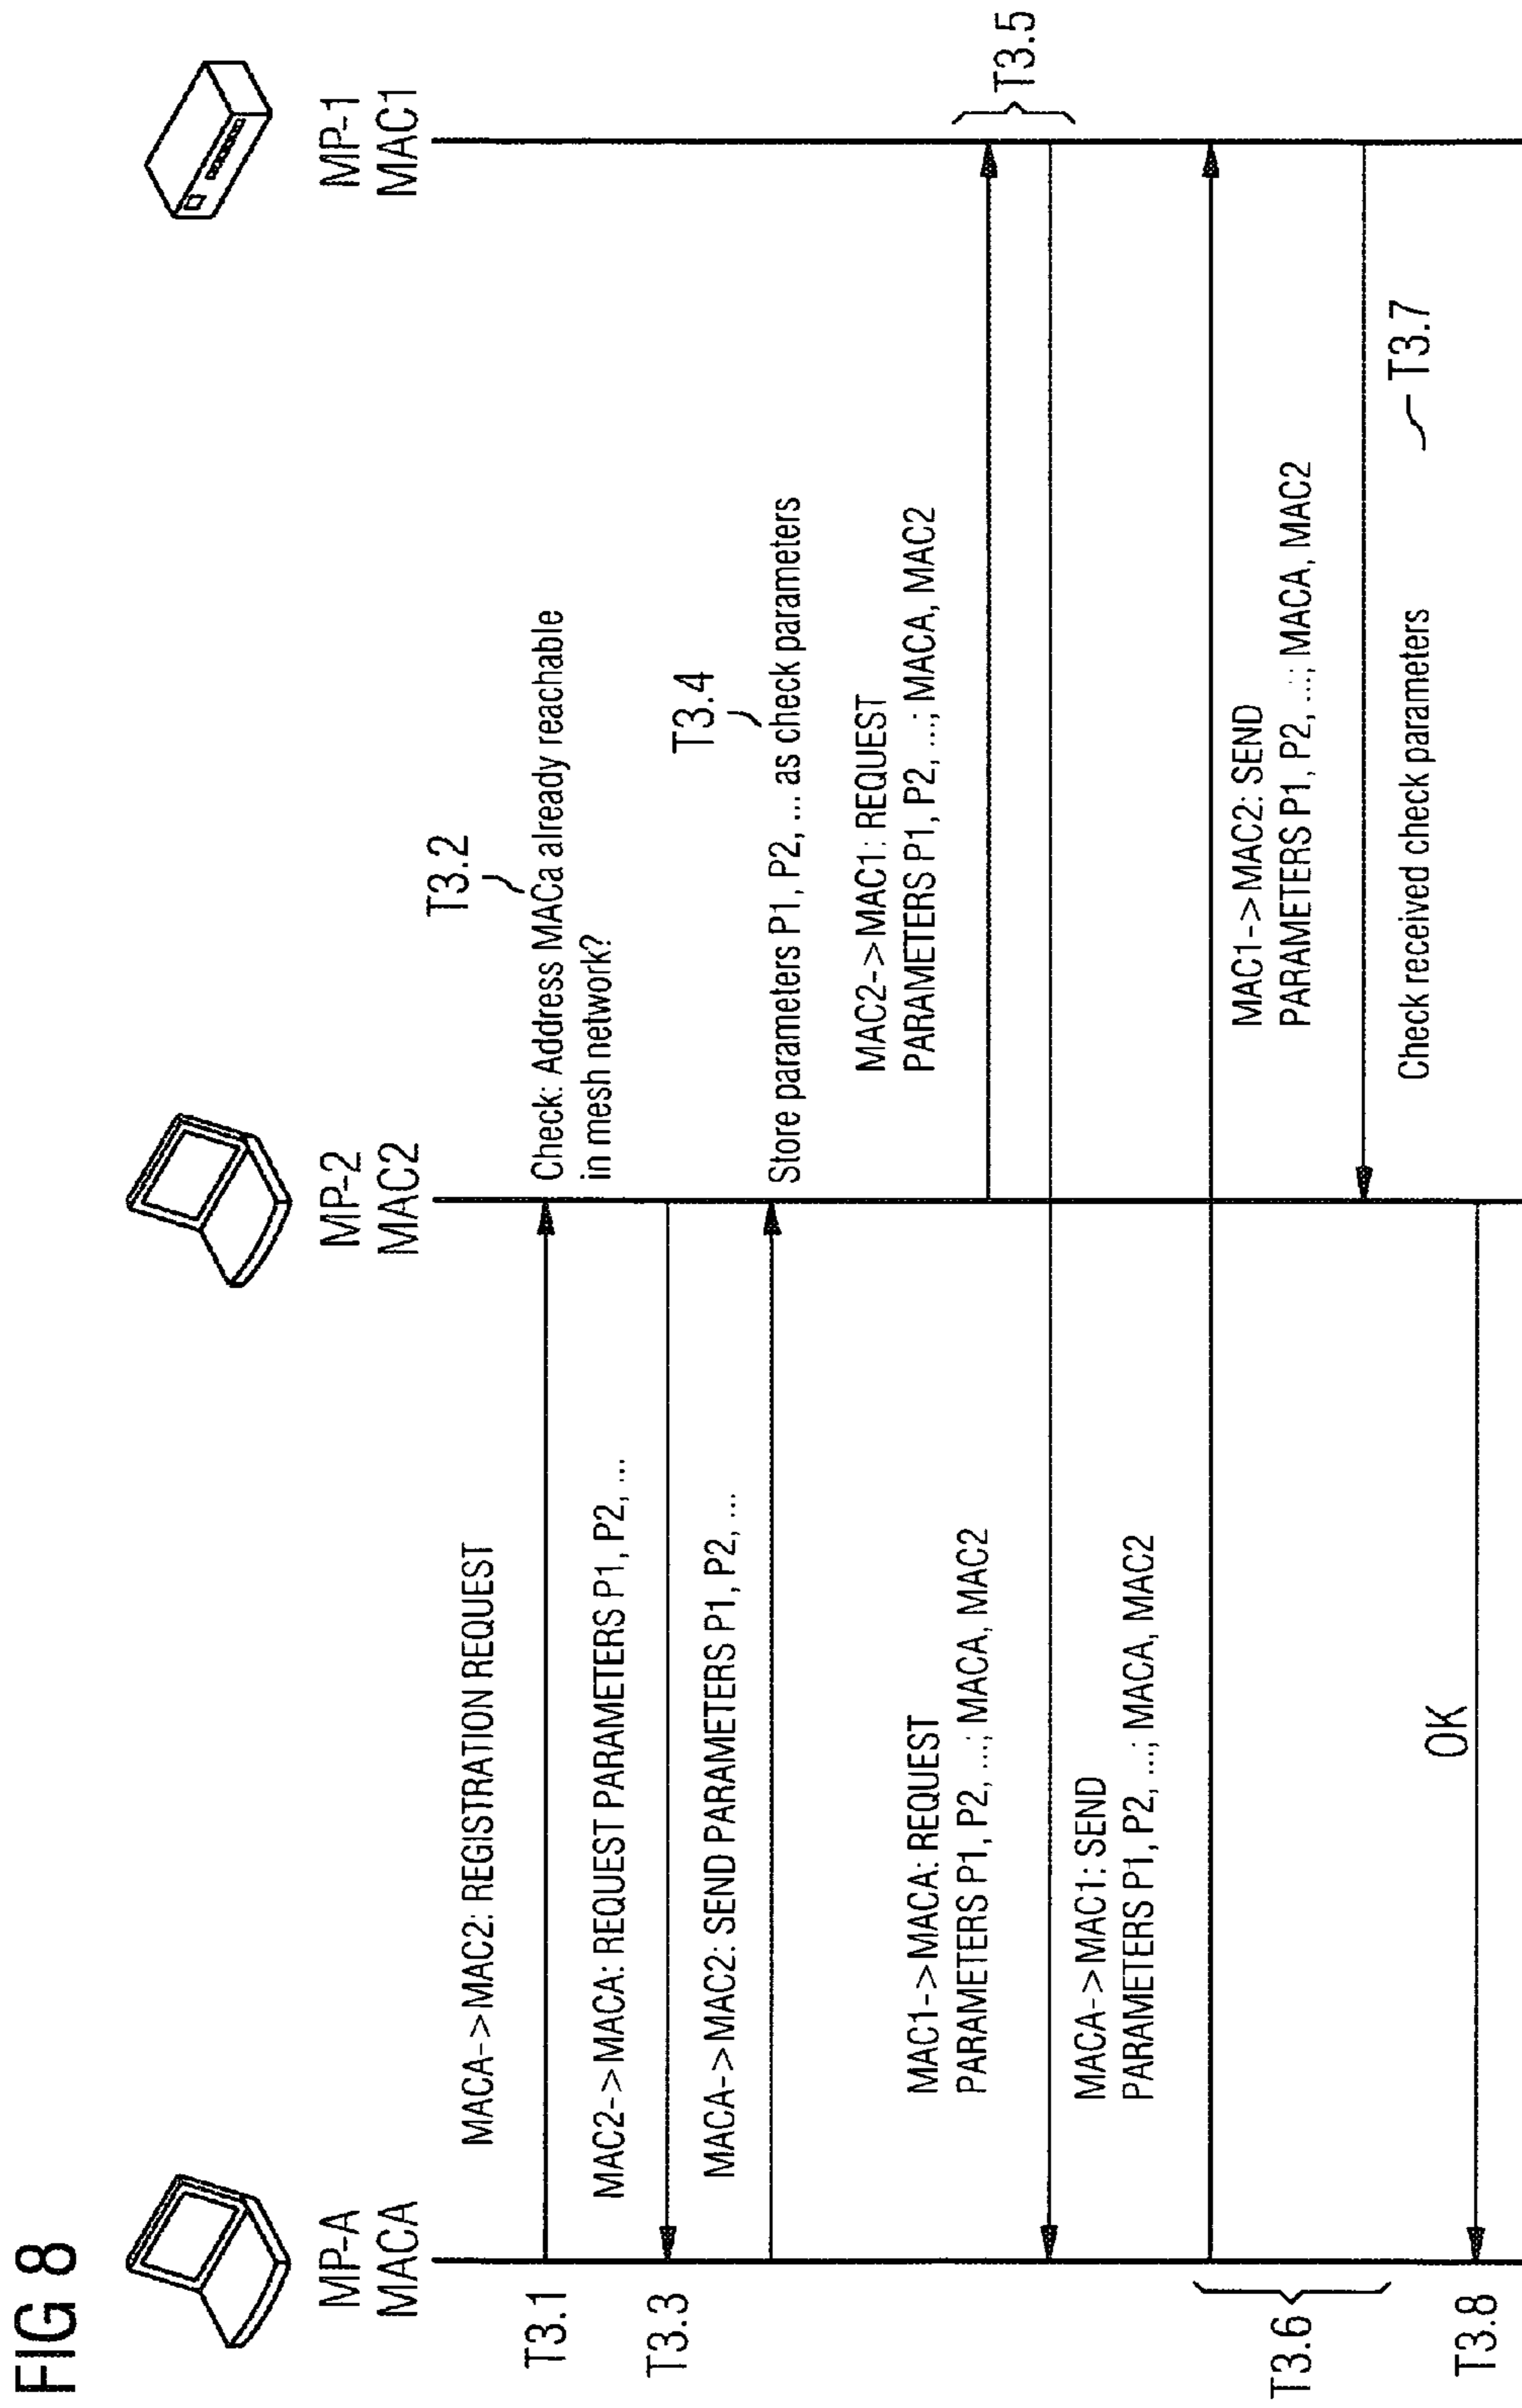 FIG 8
MP-A
MACA
MP-2
MAC2
MP-1
MAC1
T3.1
MACA->MAC2: REGISTRATION REQUEST
T3.2
Check: Address MACa already reachable
in mesh network?
T3.3
MAC2->MACA: REQUEST PARAMETERS P1, P2, ...
MACA->MAC2: SEND PARAMETERS P1, P2, ...
T3.4
Store parameters P1, P2, ... as check parameters
MAC2->MAC1: REQUEST
PARAMETERS P1, P2, ...; MACA, MAC2
T3.5
MAC1->MACA: REQUEST
PARAMETERS P1, P2, ...; MACA, MAC2
MACA->MAC1: SEND
PARAMETERS P1, P2, ...; MACA, MAC2
T3.6
MAC1->MAC2: SEND
PARAMETERS P1, P2, ...; MACA, MAC2
T3.7
Check received check parameters
T3.8
OK